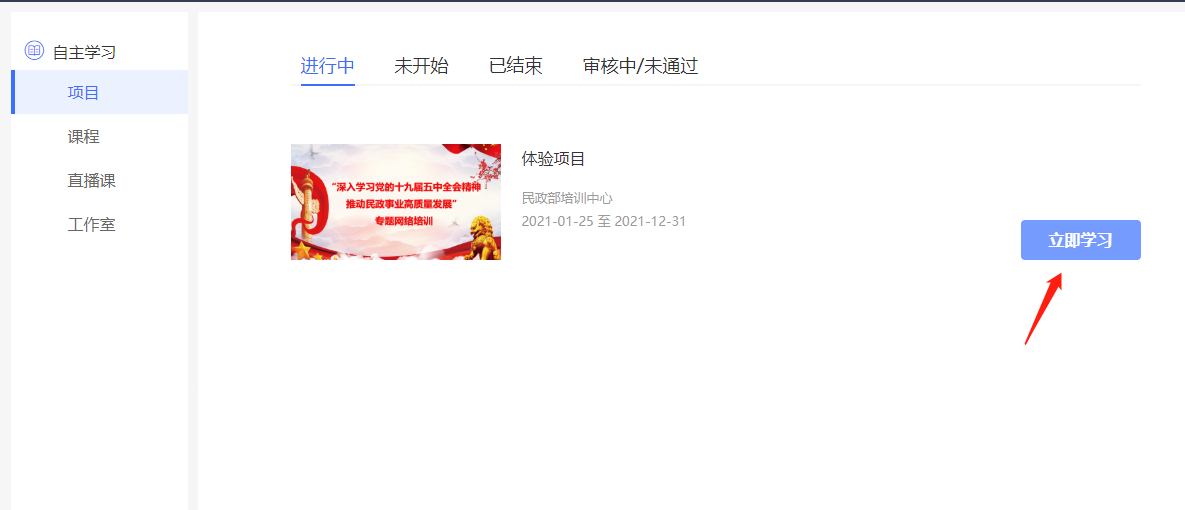 自主学习
项目
课程
直播课
工作室
进行中 未开始 已结束 审核中/未通过
“深入学习党的十九届五中全会精神
推动民政事业高质量发展”
专题网络培训
体验项目
民政部培训中心
2021-01-25 至 2021-12-31
立即学习